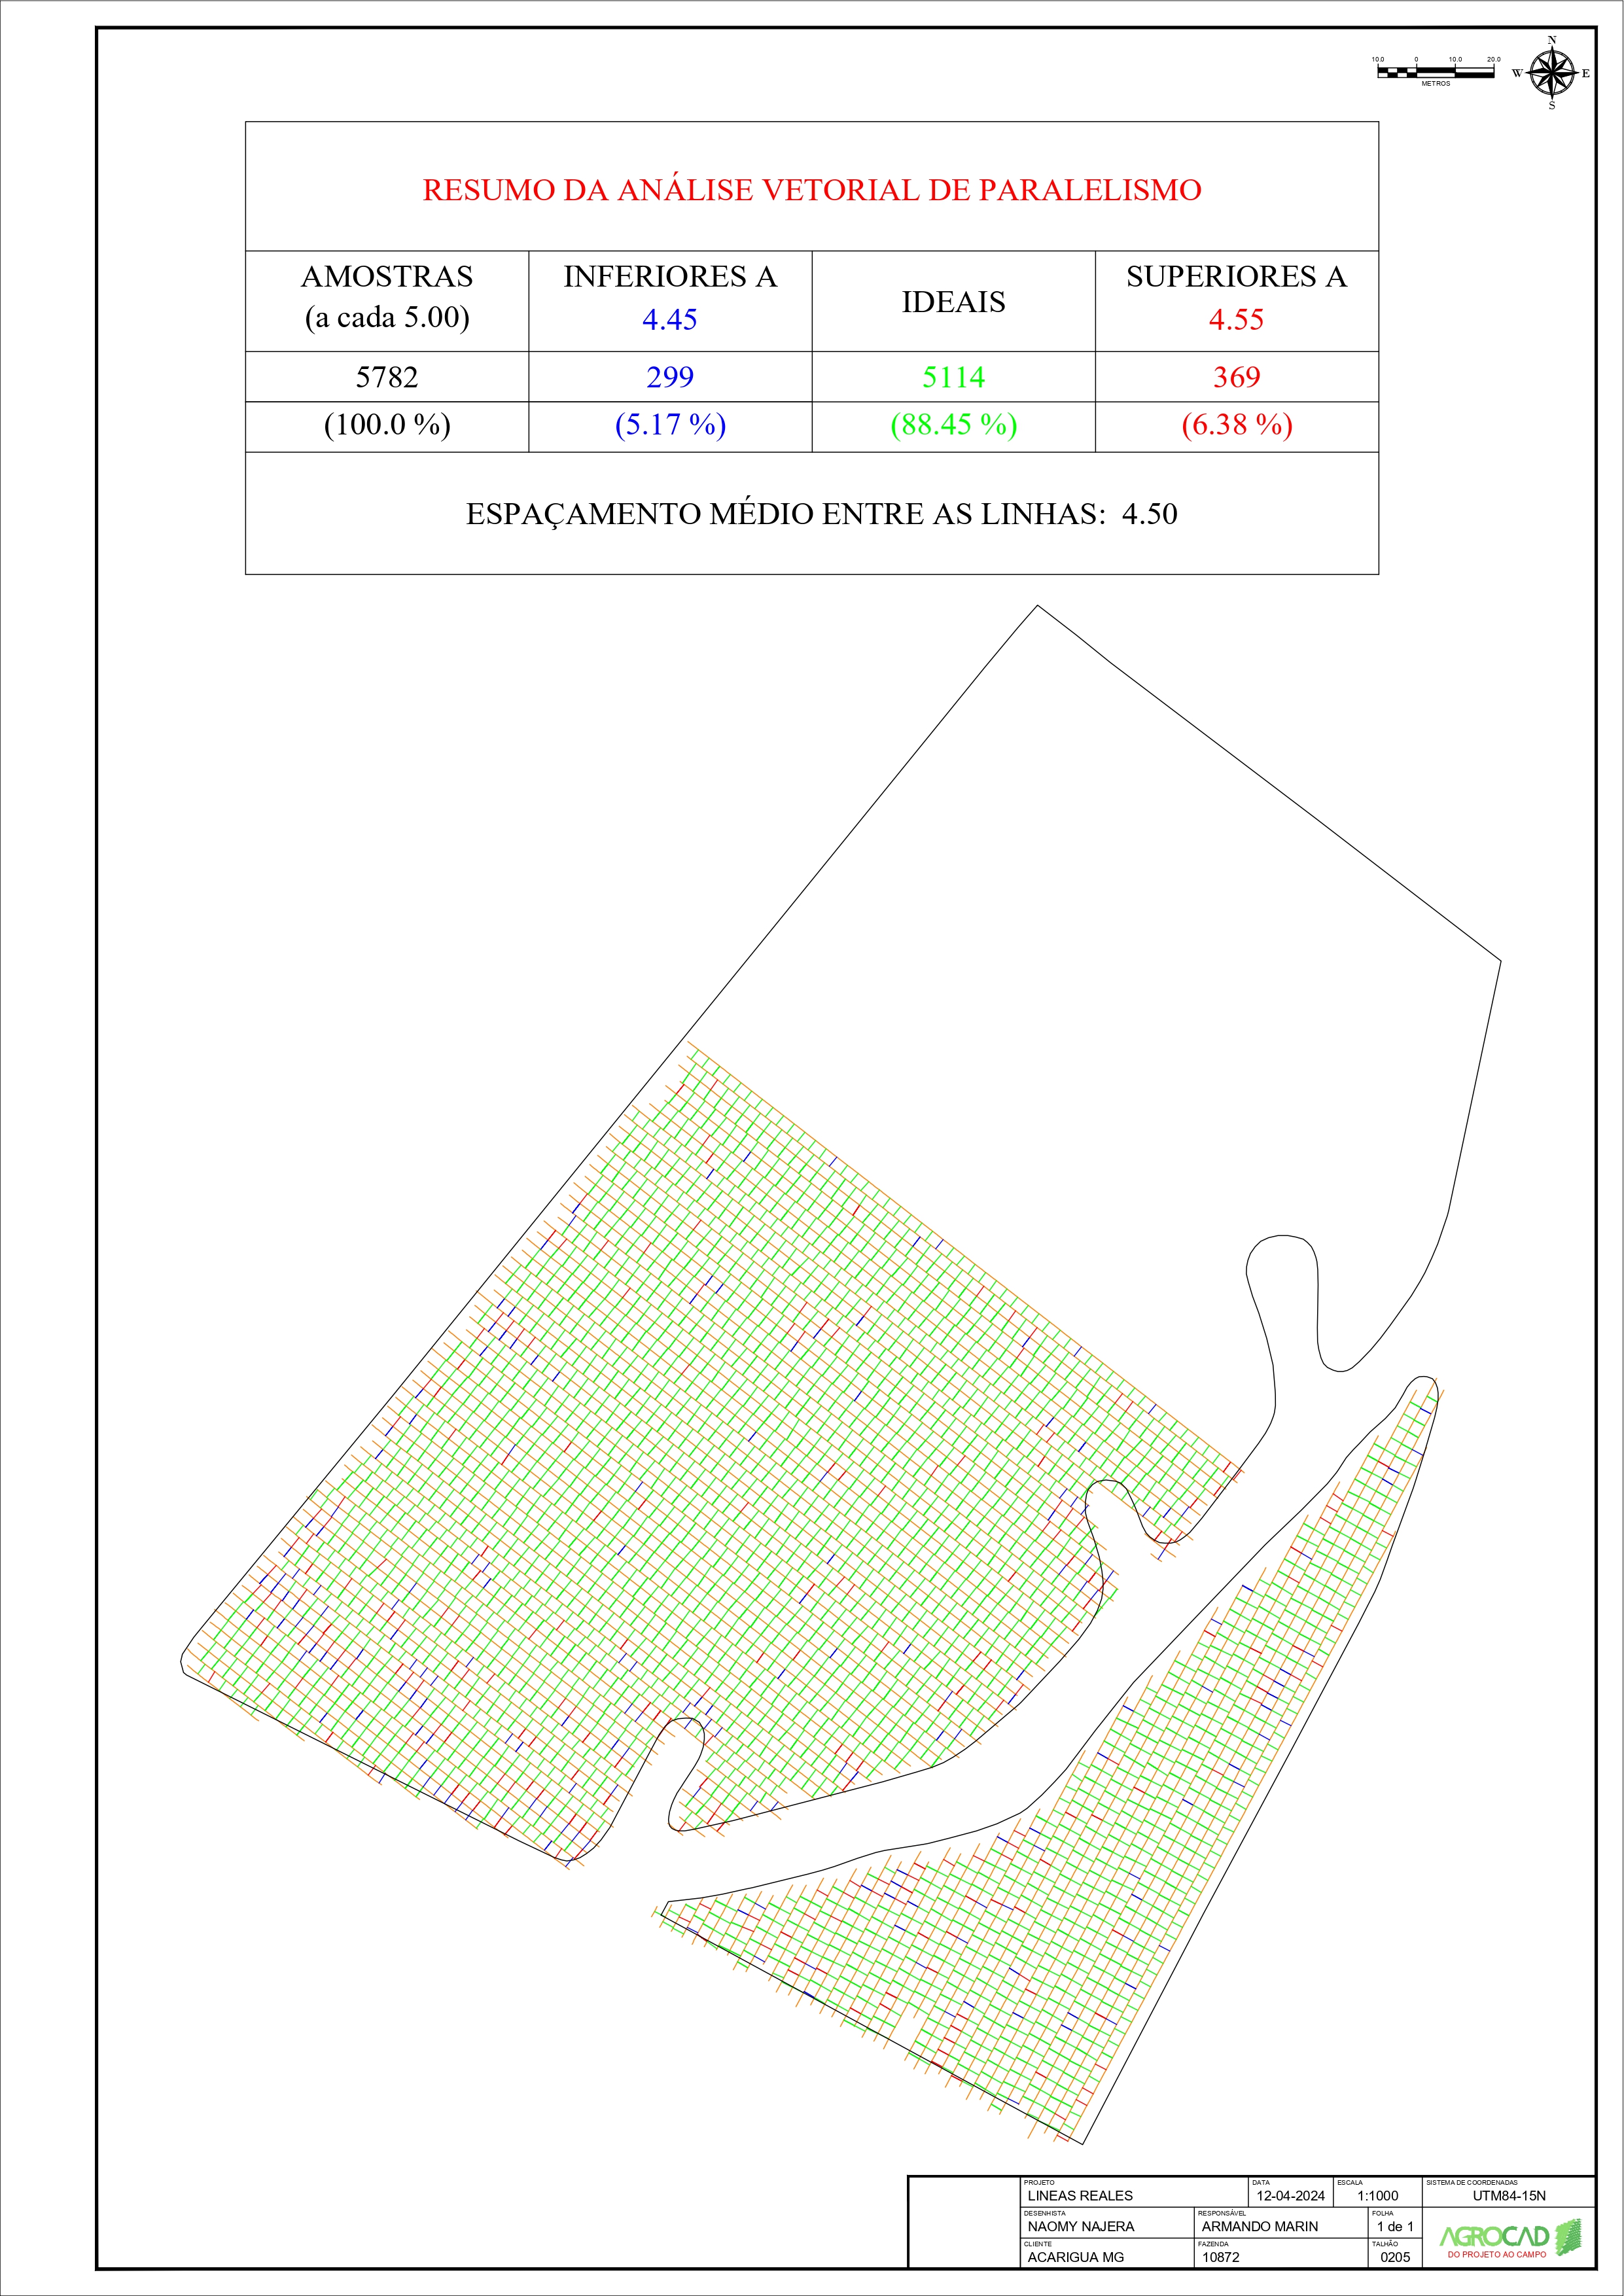 N
10.0 0 10.0 20.0
W E
METROS
S
RESUMO DA ANÁLISE VETORIAL DE PARALELISMO
AMOSTRAS
(a cada 5.00)
INFERIORES A
4.45
IDEAIS
SUPERIORES A
4.55
5782 299 5114 369
(100.0 %) (5.17 %) (88.45 %) (6.38 %)
ESPAÇAMENTO MÉDIO ENTRE AS LINHAS: 4.50
PROJETO DATA ESCALA SISTEMA DE COORDENADAS
LINEAS REALES 12-04-2024 1:1000 UTM84-15N
DESENHISTA RESPONSÁVEL FOLHA
NAOMY NAJERA ARMANDO MARIN 1 de 1
CLIENTE FAZENDA TALHÃO
ACARIGUA MG 10872 0205
AGROCAD
DO PROJETO AO CAMPO